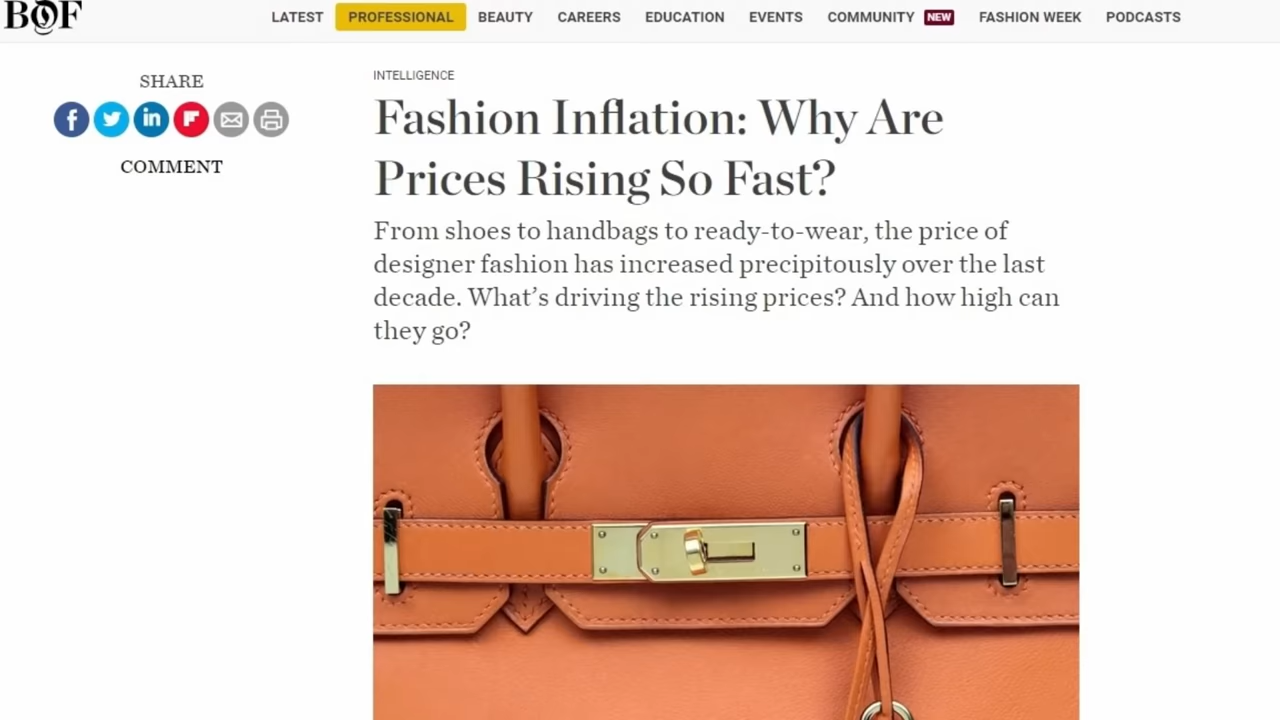 BOF
LATEST PROFESSIONAL BEAUTY CAREERS EDUCATION EVENTS COMMUNITY NEW FASHION WEEK PODCASTS
SHARE
COMMENT
INTELLIGENCE
Fashion Inflation: Why Are
Prices Rising So Fast?
From shoes to handbags to ready-to-wear, the price of
designer fashion has increased precipitously over the last
decade. What’s driving the rising prices? And how high can
they go?